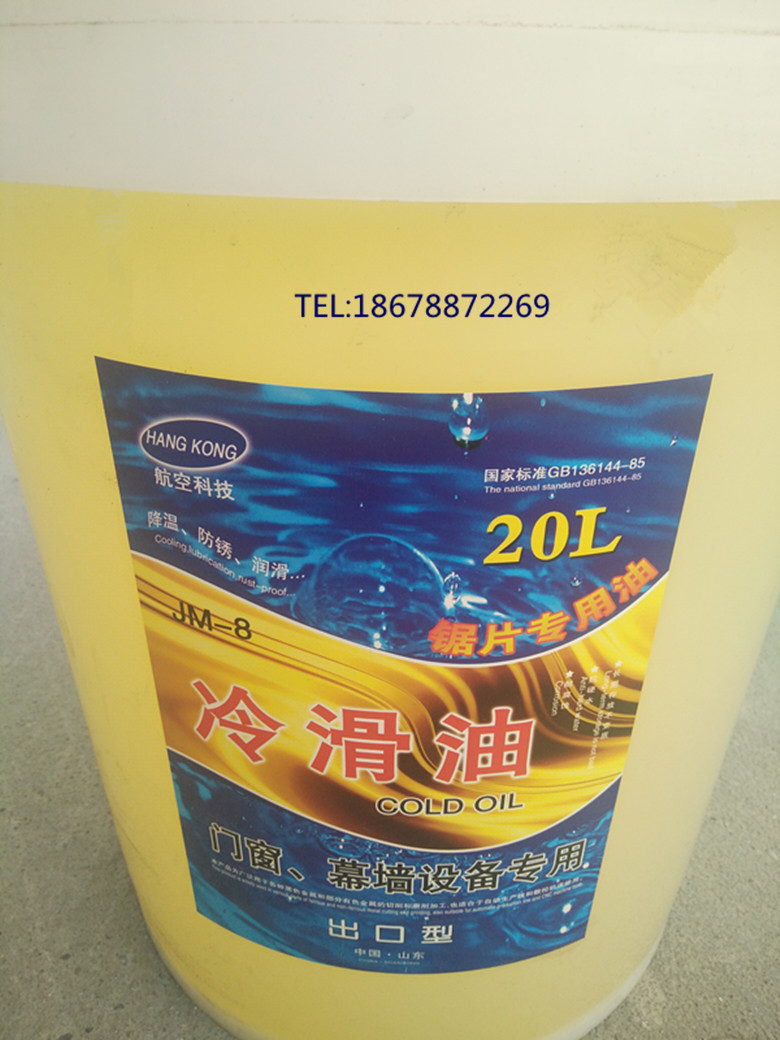 TEL:18678872269
HANG KONG
航空科技
国家标准GB136144-85
The national standard GB136144-85
降温、防锈、润滑...
Cooling,lubrication,rust-proof...
20L
锯片专用油
JM-8
冷滑油
COLD OIL
门窗、幕墙设备专用
出口型
中国·山东